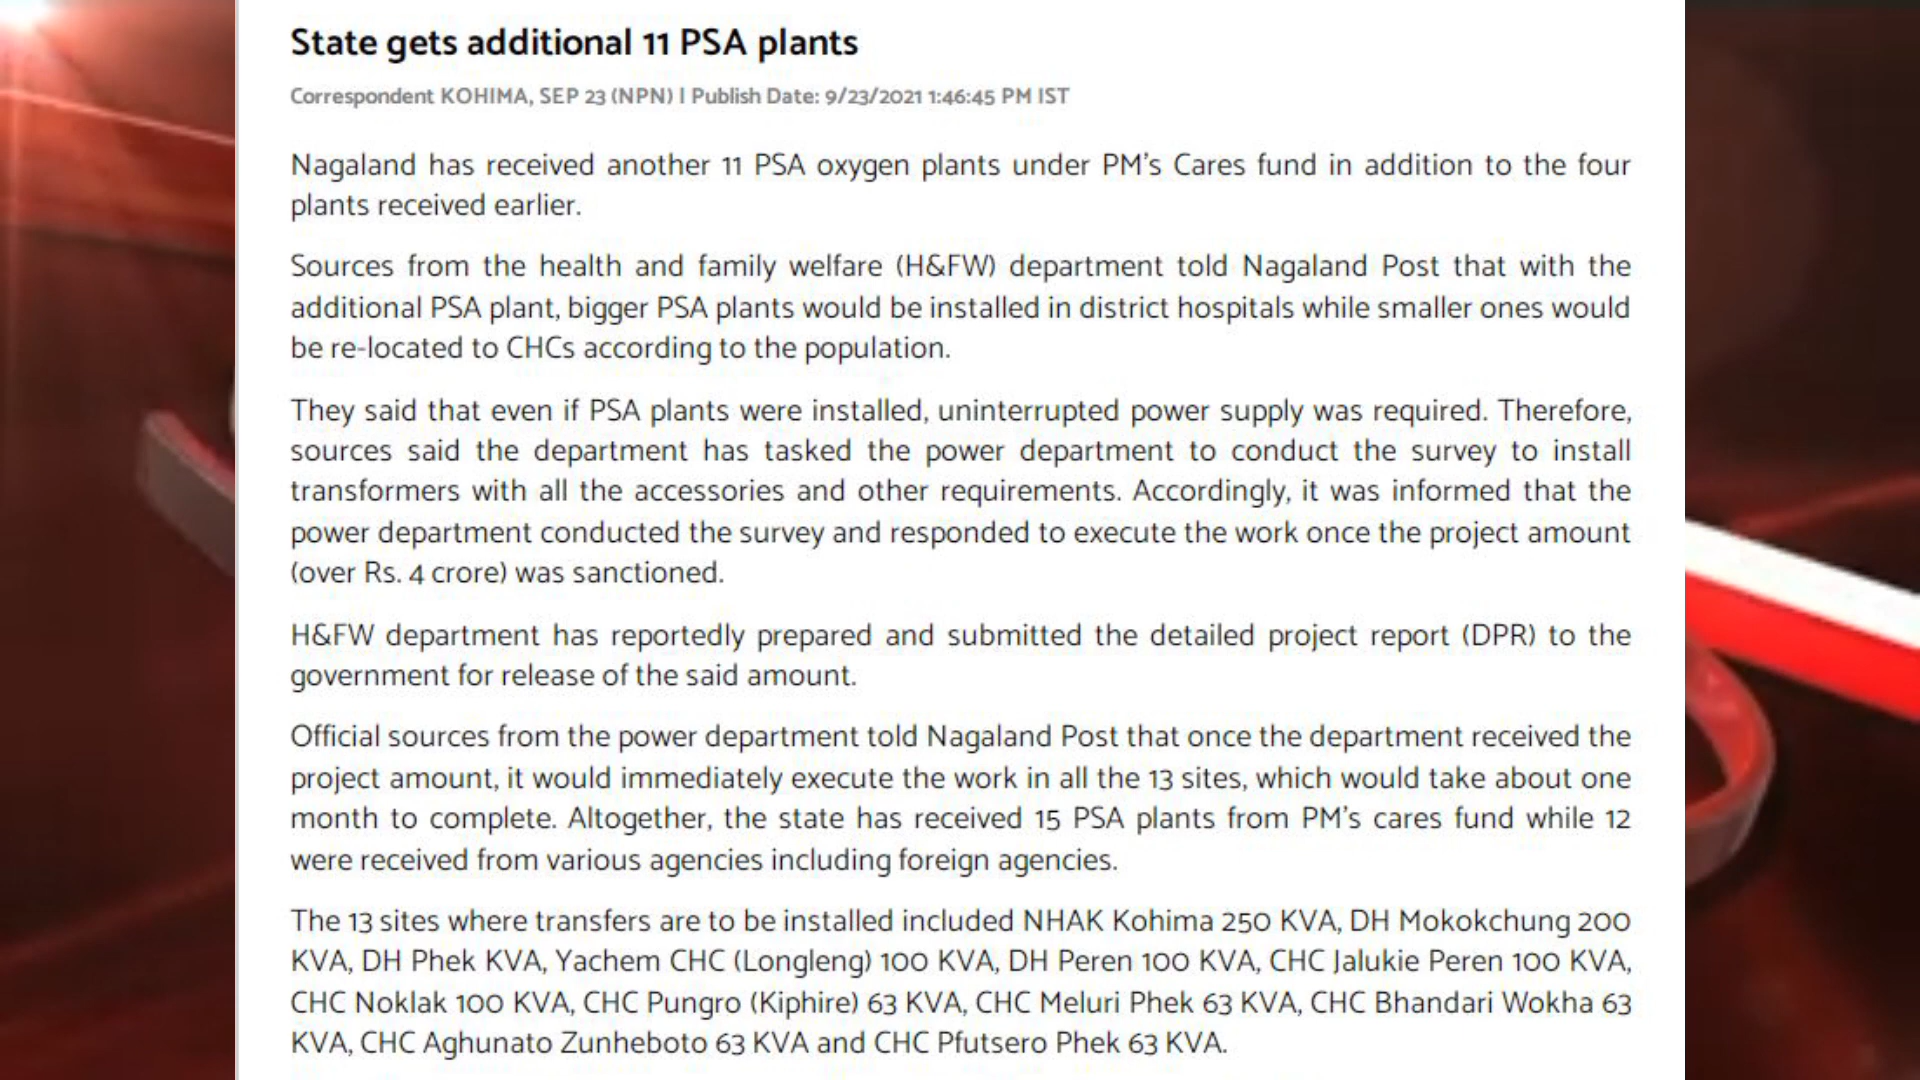 State gets additional 11 PSA plants
Correspondent KOHIMA, SEP 23 (NPN) | Publish Date: 9/23/2021 1:46:45 PM IST
Nagaland has received another 11 PSA oxygen plants under PM's Cares fund in addition to the four
plants received earlier.
Sources from the health and family welfare (H&FW) department told Nagaland Post that with the
additional PSA plant, bigger PSA plants would be installed in district hospitals while smaller ones would
be re-located to CHCs according to the population.
They said that even if PSA plants were installed, uninterrupted power supply was required. Therefore,
sources said the department has tasked the power department to conduct the survey to install
transformers with all the accessories and other requirements. Accordingly, it was informed that the
power department conducted the survey and responded to execute the work once the project amount
(over Rs. 4 crore) was sanctioned.
H&FW department has reportedly prepared and submitted the detailed project report (DPR) to the
government for release of the said amount.
Official sources from the power department told Nagaland Post that once the department received the
project amount, it would immediately execute the work in all the 13 sites, which would take about one
month to complete. Altogether, the state has received 15 PSA plants from PM's cares fund while 12
were received from various agencies including foreign agencies.
The 13 sites where transfers are to be installed included NHAK Kohima 250 KVA, DH Mokokchung 200
KVA, DH Phek KVA, Yachem CHC (Longleng) 100 KVA, DH Peren 100 KVA, CHC Jalukie Peren 100 KVA,
CHC Noklak 100 KVA, CHC Pungro (Kiphire) 63 KVA, CHC Meluri Phek 63 KVA, CHC Bhandari Wokha 63
KVA, CHC Aghunato Zunheboto 63 KVA and CHC Pfutsero Phek 63 KVA.